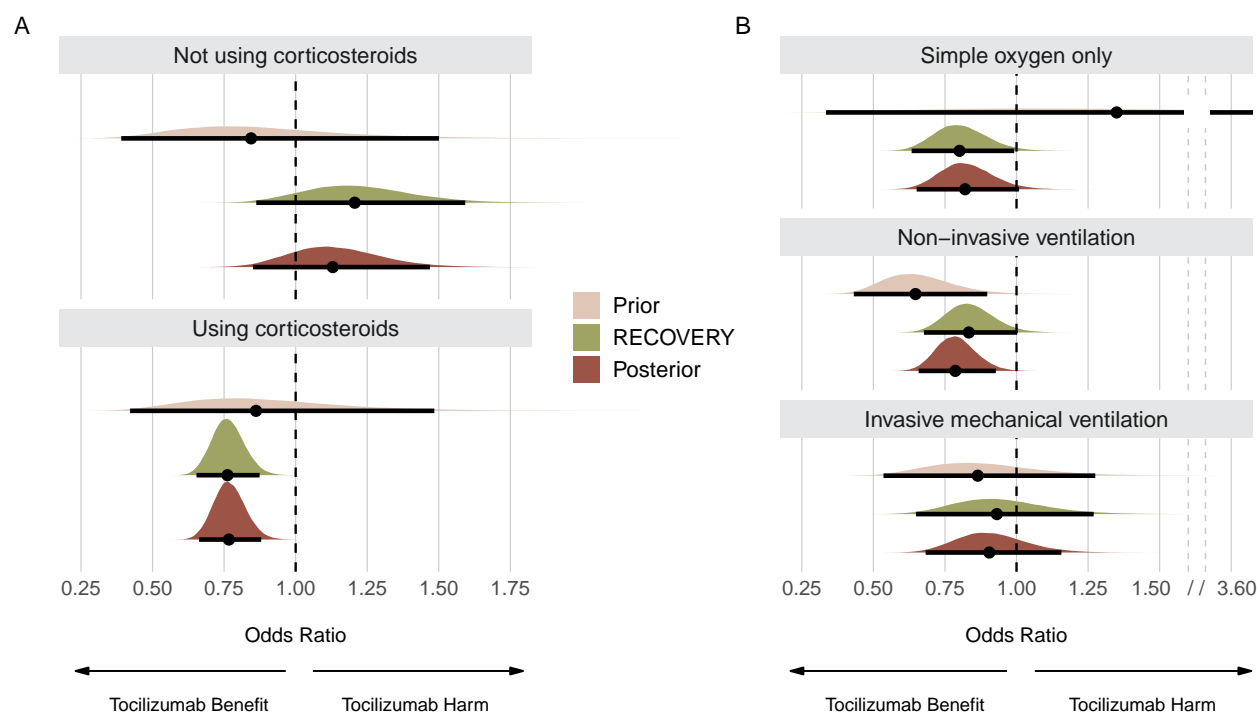 A
Not using corticosteroids
Using corticosteroids
0.25 0.50 0.75 1.00 1.25 1.50 1.75
Odds Ratio
Tocilizumab Benefit Tocilizumab Harm
Prior
RECOVERY
Posterior
B
Simple oxygen only
Non−invasive ventilation
Invasive mechanical ventilation
0.25 0.50 0.75 1.00 1.25 1.50 / / 3.60
Odds Ratio
Tocilizumab Benefit Tocilizumab Harm